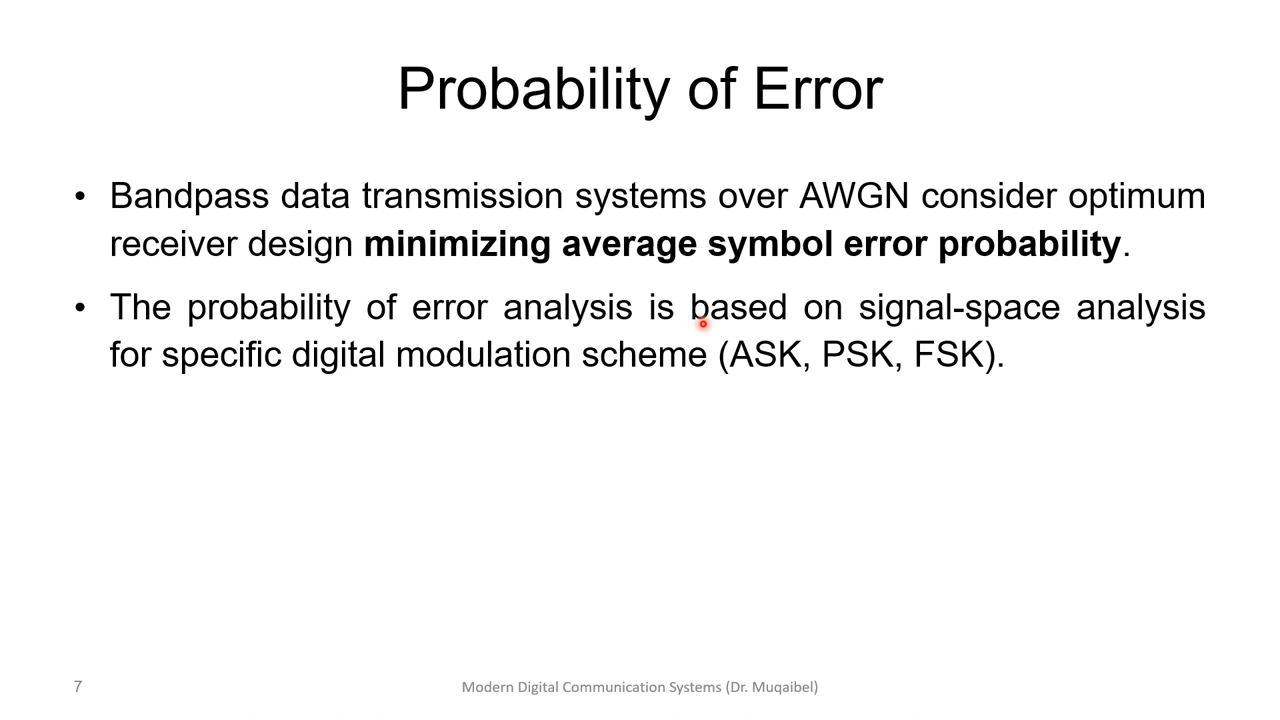 Probability of Error
• Bandpass data transmission systems over AWGN consider optimum
receiver design minimizing average symbol error probability.
• The probability of error analysis is based on signal-space analysis
for specific digital modulation scheme (ASK, PSK, FSK).
7
Modern Digital Communication Systems (Dr. Muqaibel)